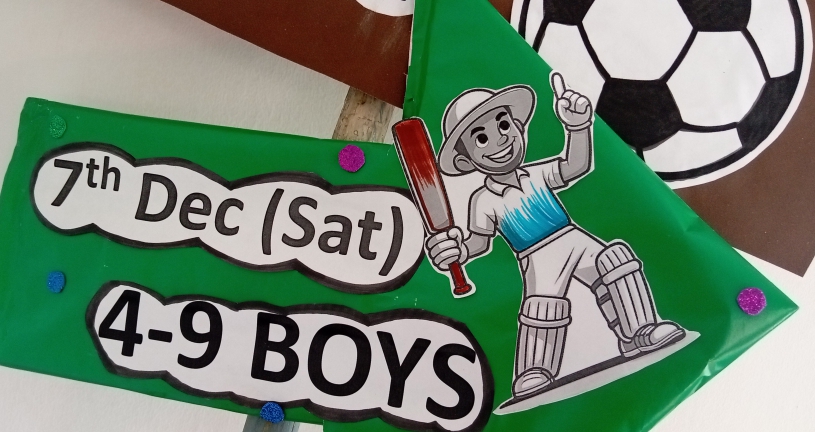 7th Dec (Sat)
4-9 BOYS